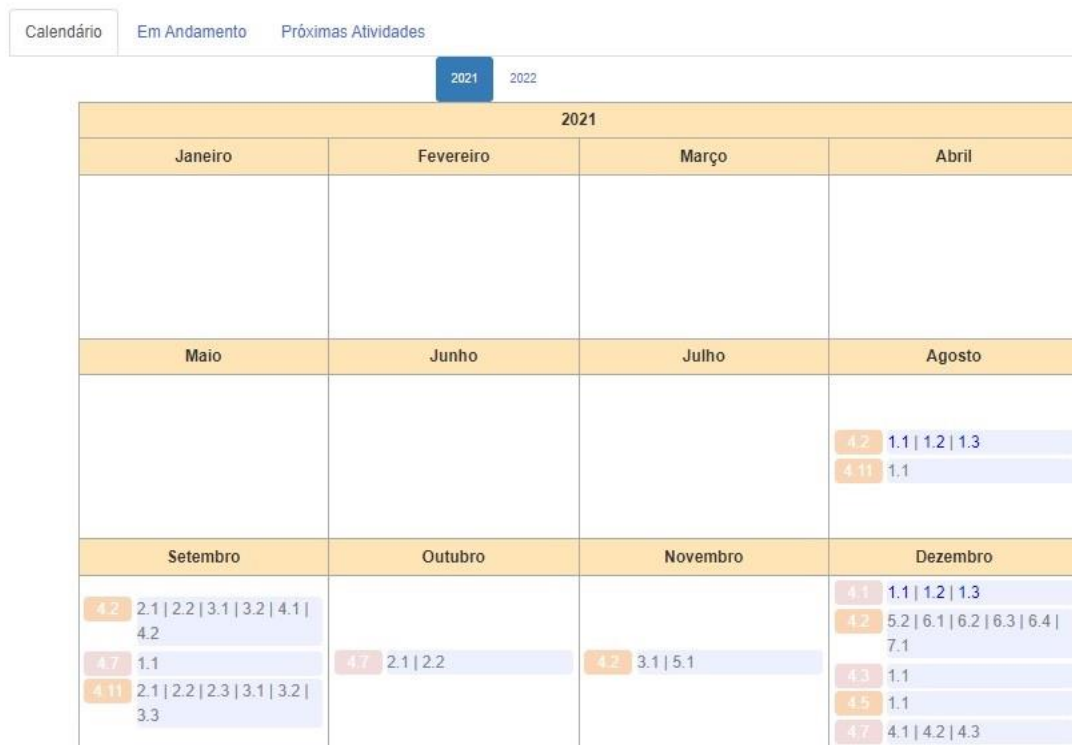 Calendário Em Andamento Próximas Atividades
2021 2022
2021
Janeiro Fevereiro Março Abril
Maio Junho Julho Agosto
4.2 1.1 | 1.2 | 1.3
4.11 1.1
Setembro Outubro Novembro Dezembro
4.2 2.1 | 2.2 | 3.1 | 3.2 | 4.1 |
4.2
4.7 1.1
4.11 2.1 | 2.2 | 2.3 | 3.1 | 3.2 |
3.3
4.7 2.1 | 2.2
4.2 3.1 | 5.1
4.1 1.1 | 1.2 | 1.3
4.2 5.2 | 6.1 | 6.2 | 6.3 | 6.4 |
7.1
4.3 1.1
4.5 1.1
4.7 4.1 | 4.2 | 4.3